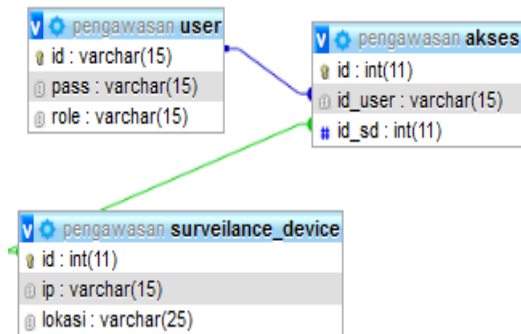 v pengawasan user
id : varchar(15)
pass : varchar(15)
role : varchar(15)
v pengawasan akses
id : int(11)
id_user : varchar(15)
# id_sd : int(11)
v pengawasan surveilance_device
id : int(11)
ip : varchar(15)
lokasi : varchar(25)